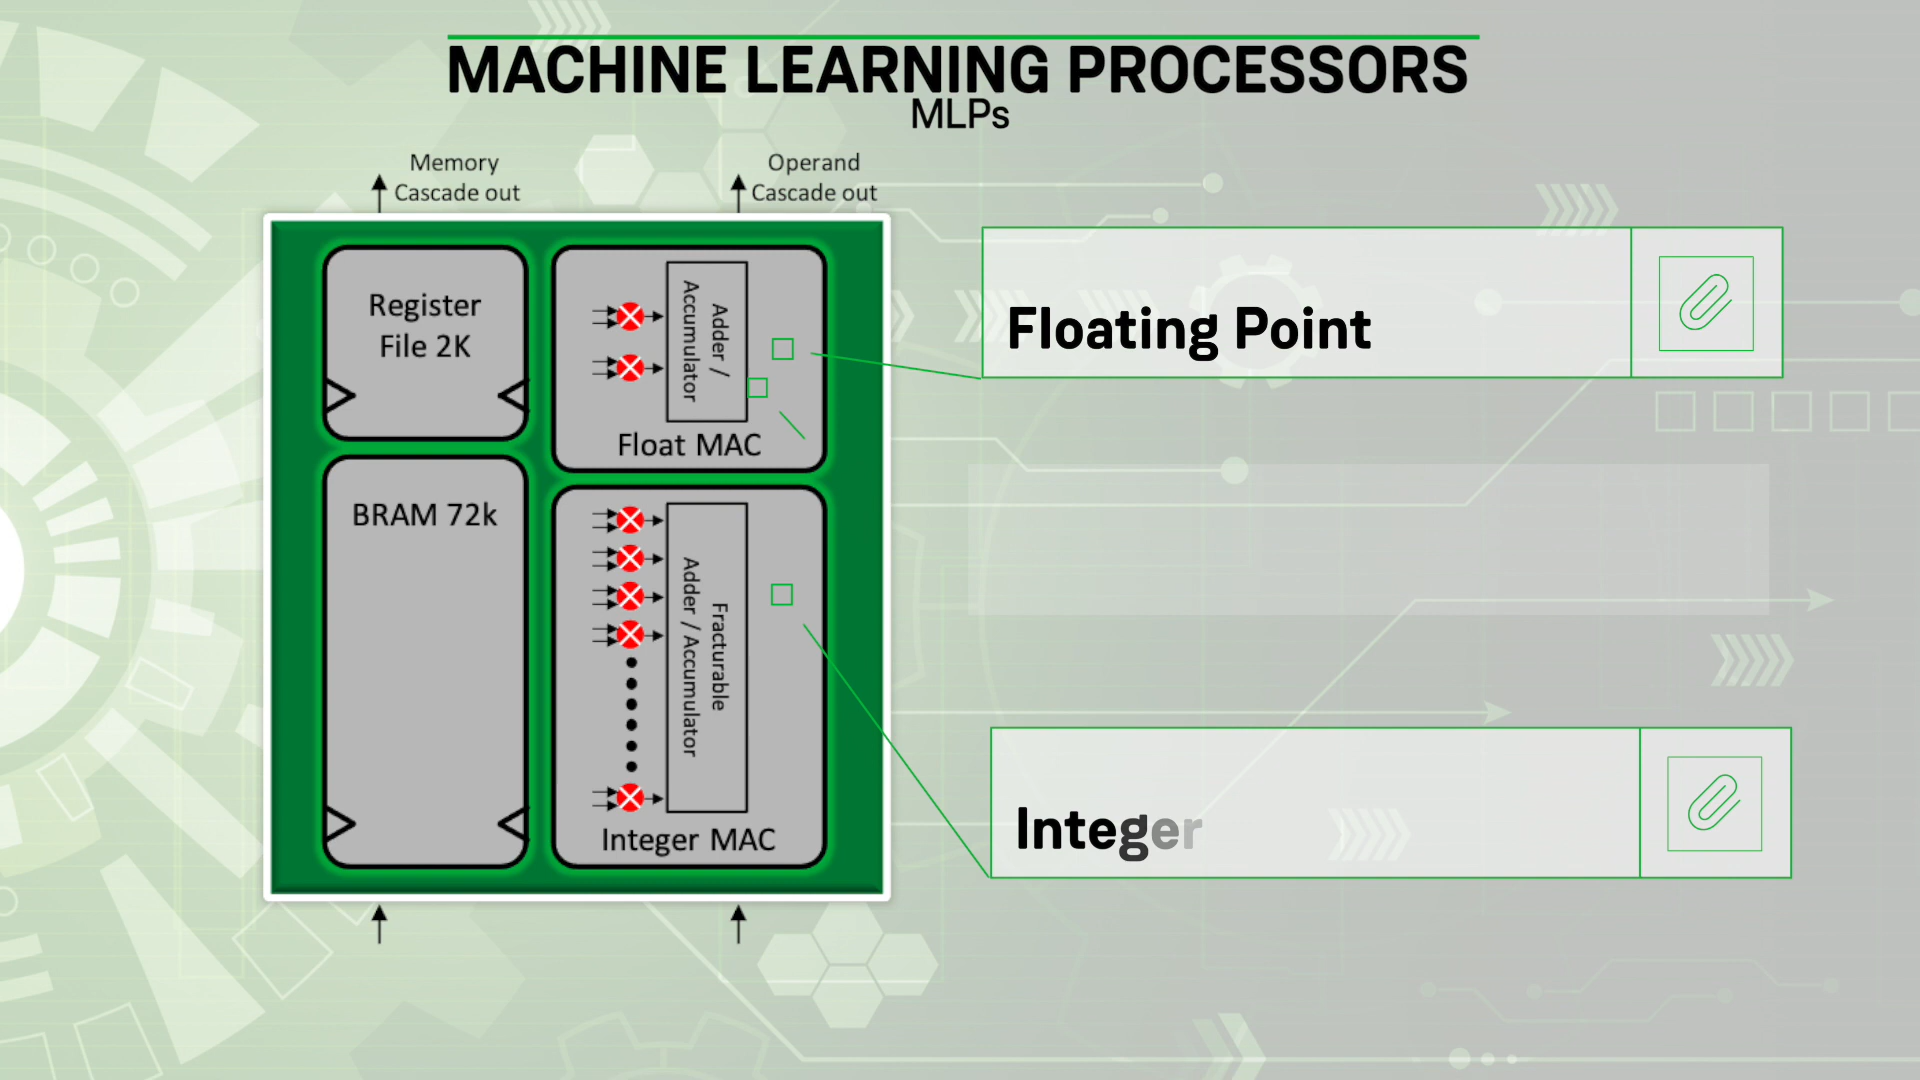 MACHINE LEARNING PROCESSORS
MLPs
Memory
Cascade out
Operand
Cascade out
Register
File 2K
Adder /
Accumulator
Float MAC
BRAM 72k
Fracturable
Adder / Accumulator
Integer MAC
Floating Point
Integer